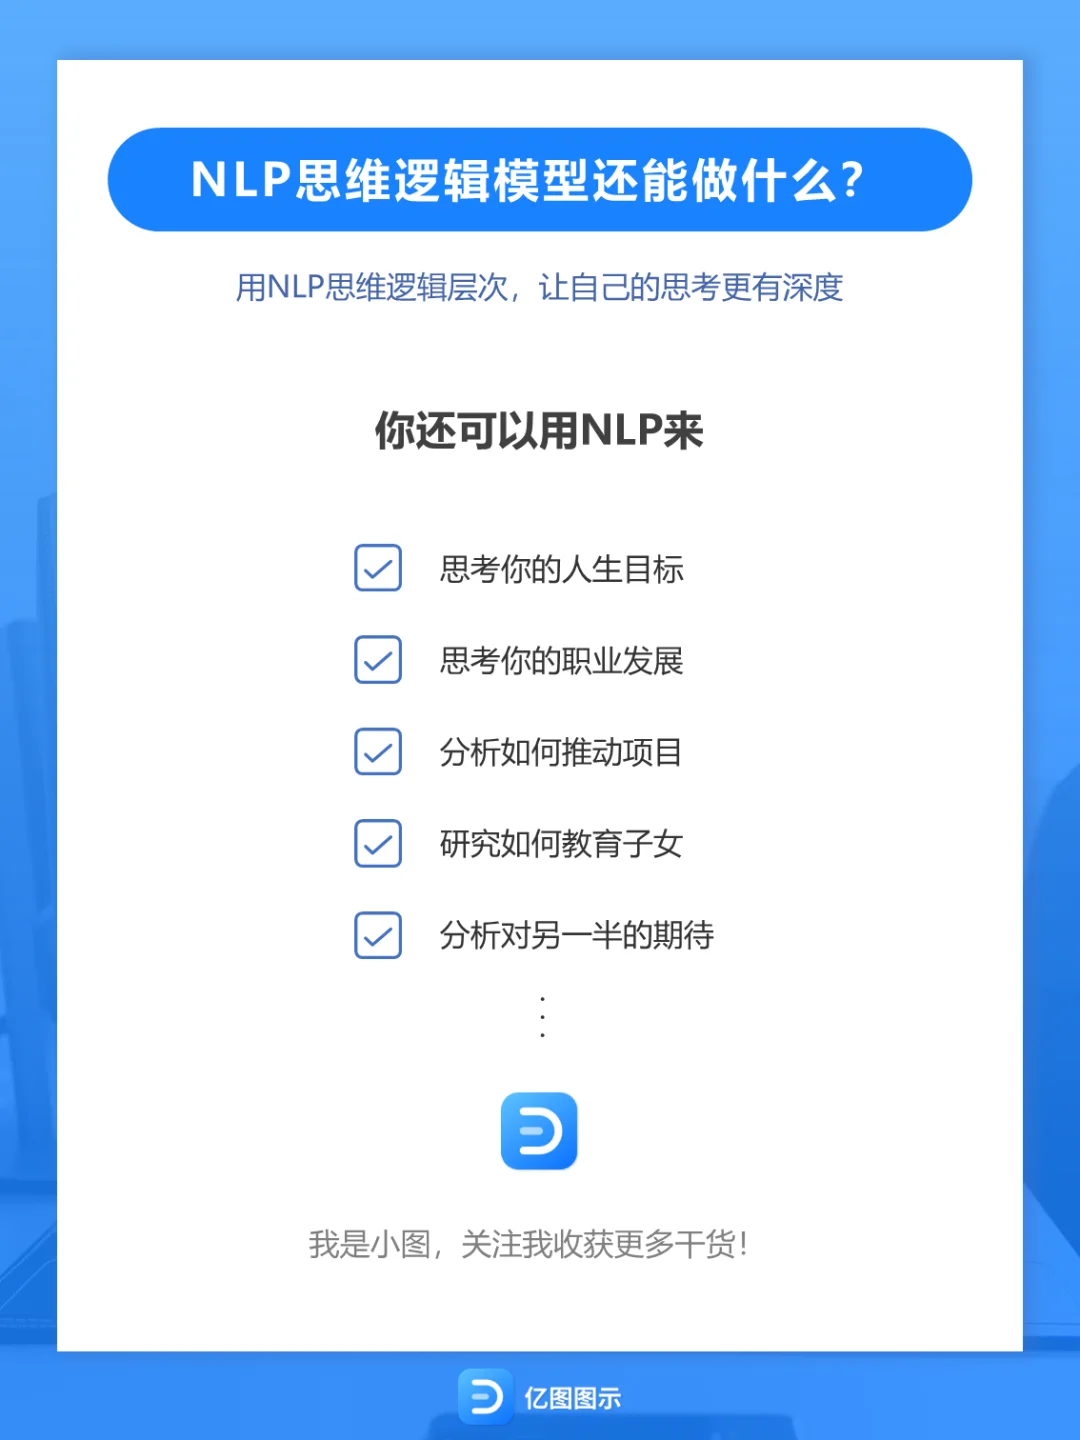 NLP思维逻辑模型还能做什么?
用NLP思维逻辑层次，让自己的思考更有深度
你还可以用NLP来
思考你的人生目标
思考你的职业发展
分析如何推动项目
研究如何教育子女
分析对另一半的期待
我是小图，关注我收获更多干货!
亿图图示